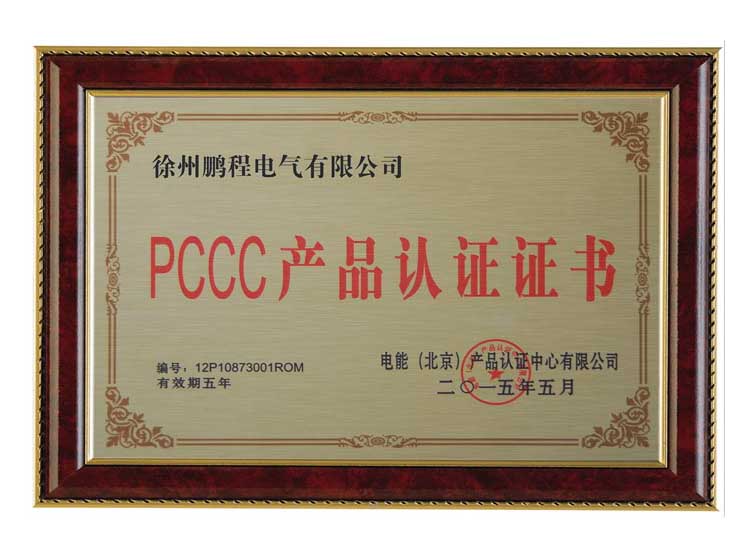 徐州鹏程电气有限公司
PCCC产品认证证书
编号：12P10873001ROM
有效期五年
电能（北京）产品认证中心有限公司
二〇一五年五月